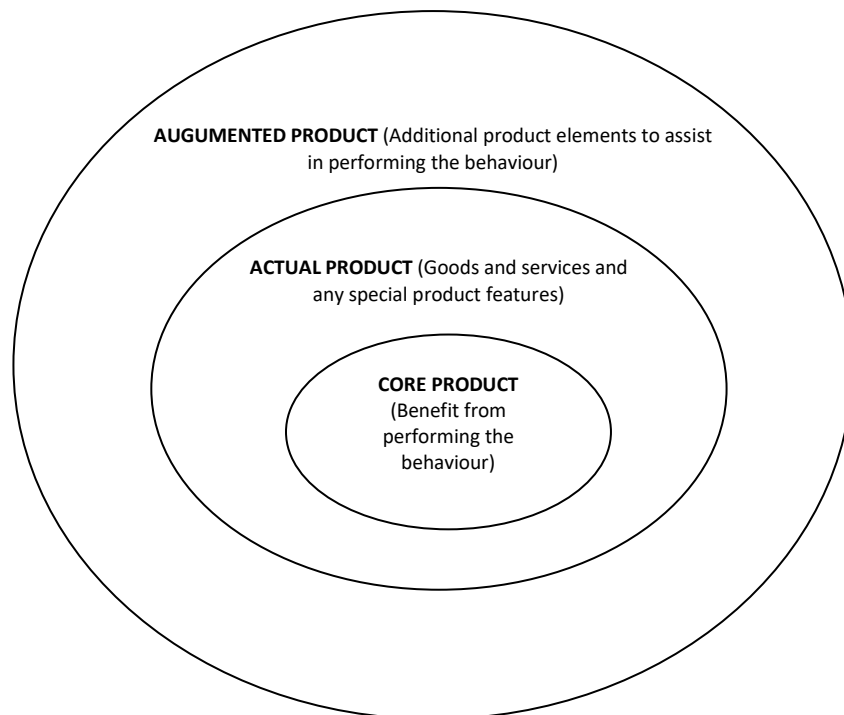 AUGUMENTED PRODUCT (Additional product elements to assist
in performing the behaviour)
ACTUAL PRODUCT (Goods and services and
any special product features)
CORE PRODUCT
(Benefit from
performing the
behaviour)